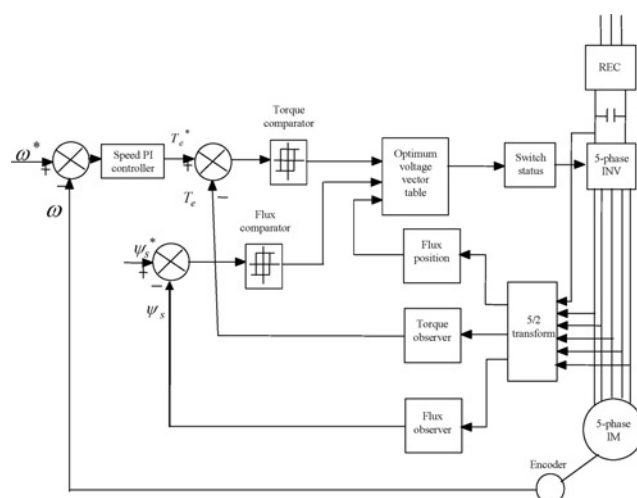 REC
Torque
comparator
ω*
+
−
ω
Speed PI
controller
Te*
+
−
Te
Optimum
voltage
vector
table
Switch
status
5-phase
INV
Flux
comparator
ψs*
+
−
ψs
Flux
position
Torque
observer
5/2
transform
Flux
observer
5-phase
IM
Encoder